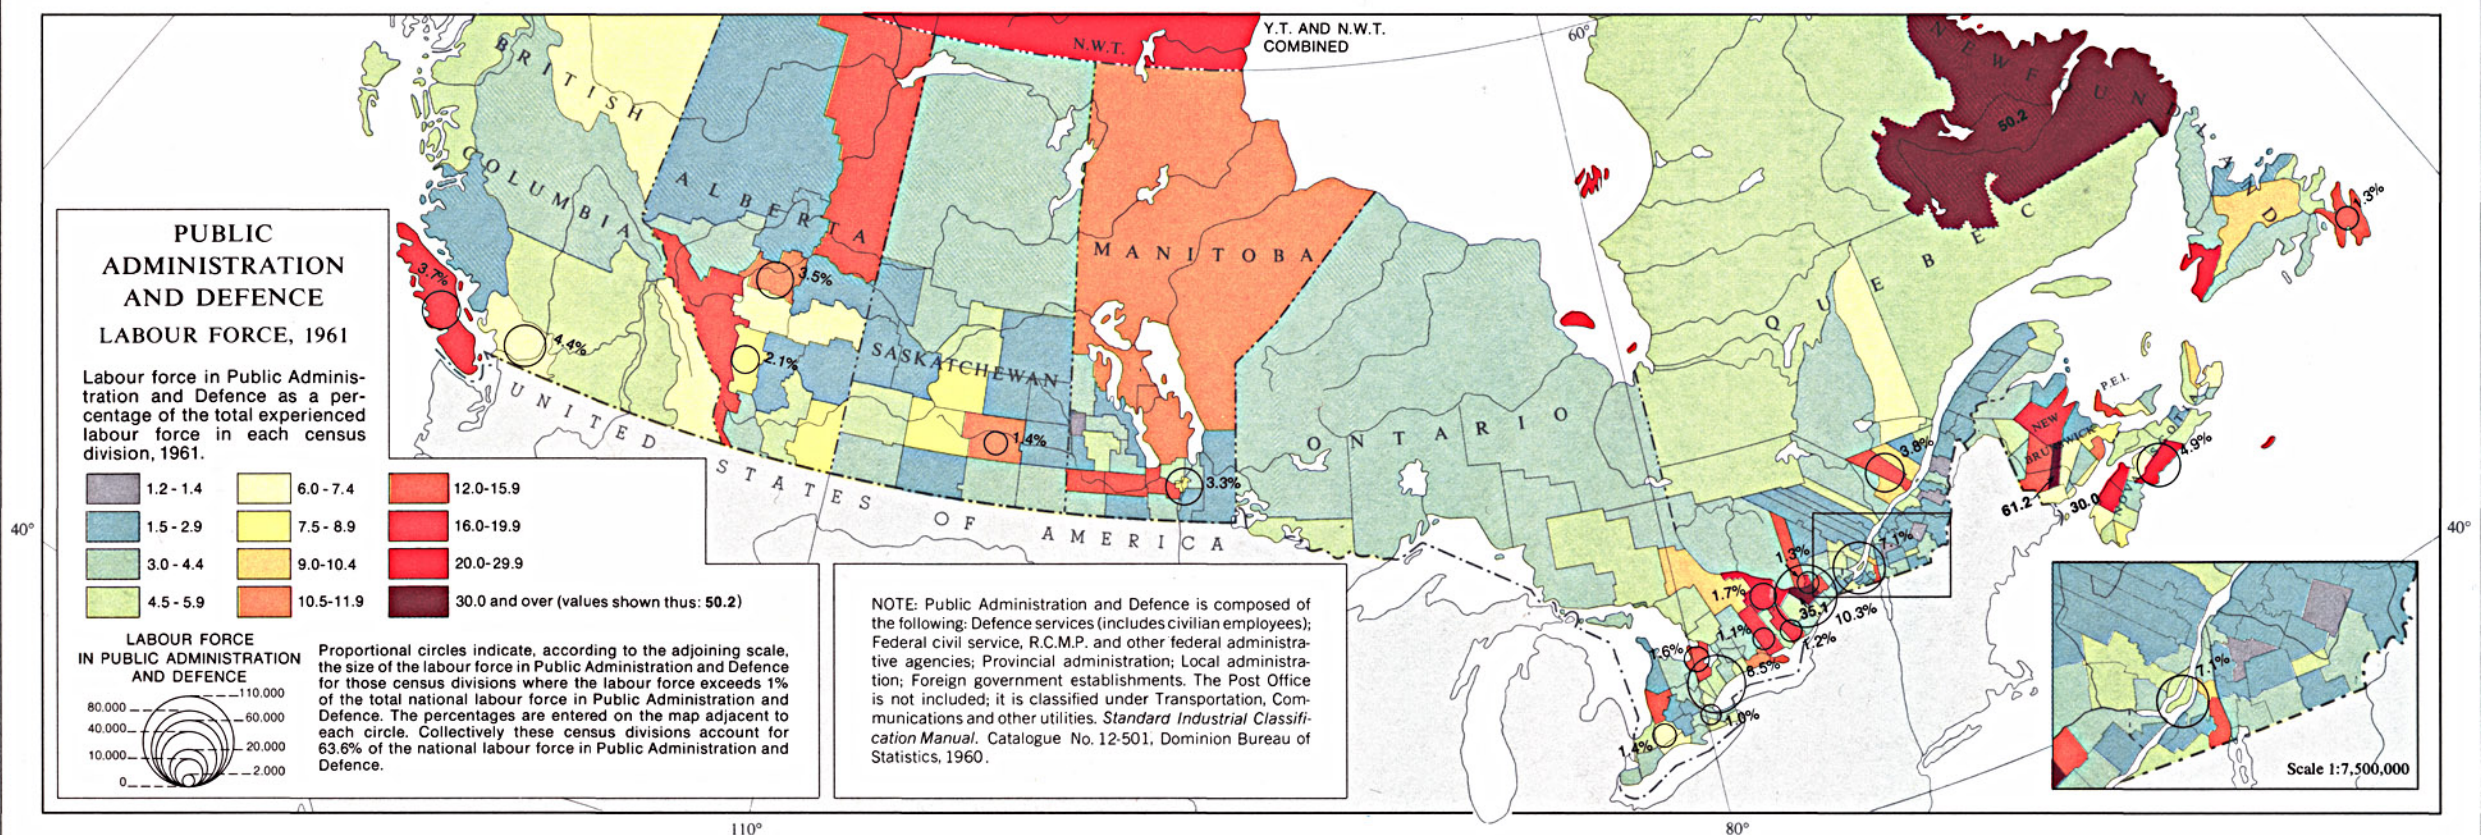 PUBLIC
ADMINISTRATION
AND DEFENCE
LABOUR FORCE, 1961
Labour force in Public Adminis-
tration and Defence as a per-
centage of the total experienced
labour force in each census
division, 1961.
1.2 - 1.4
1.5 - 2.9
3.0 - 4.4
4.5 - 5.9
6.0 - 7.4
7.5 - 8.9
9.0-10.4
10.5-11.9
12.0-15.9
16.0-19.9
20.0-29.9
30.0 and over (values shown thus: 50.2)
LABOUR FORCE
IN PUBLIC ADMINISTRATION
AND DEFENCE
110,000
80.000
60.000
40.000
20.000
10.000
2.000
0
Proportional circles indicate, according to the adjoining scale,
the size of the labour force in Public Administration and Defence
for those census divisions where the labour force exceeds 1%
of the total national labour force in Public Administration and
Defence. The percentages are entered on the map adjacent to
each circle. Collectively these census divisions account for
63.6% of the national labour force in Public Administration and
Defence.
NOTE: Public Administration and Defence is composed of
the following: Defence services (includes civilian employees);
Federal civil service, R.C.M.P. and other federal administra-
tive agencies; Provincial administration; Local administra-
tion; Foreign government establishments. The Post Office
is not included; it is classified under Transportation, Com-
munications and other utilities. Standard Industrial Classifi-
cation Manual. Catalogue No. 12-501, Dominion Bureau of
Statistics, 1960.
Y.T. AND N.W.T.
COMBINED
N.W.T.
60°
BRITISH
COLUMBIA
ALBERTA
SASKATCHEWAN
MANITOBA
ONTARIO
QUEBEC
NEWFOUNDLAND
NEW
BRUNSWICK
P.E.I.
UNITED STATES OF AMERICA
3.7%
4.4%
3.5%
2.1%
1.4%
3.3%
50.2
1.3%
3.8%
4.9%
61.2
30.0
7.1%
1.3%
1.7%
35.1
10.3%
1.1%
1.2%
1.6%
8.5%
1.0%
1.4%
7.1%
Scale 1:7,500,000
40°
40°
110°
80°